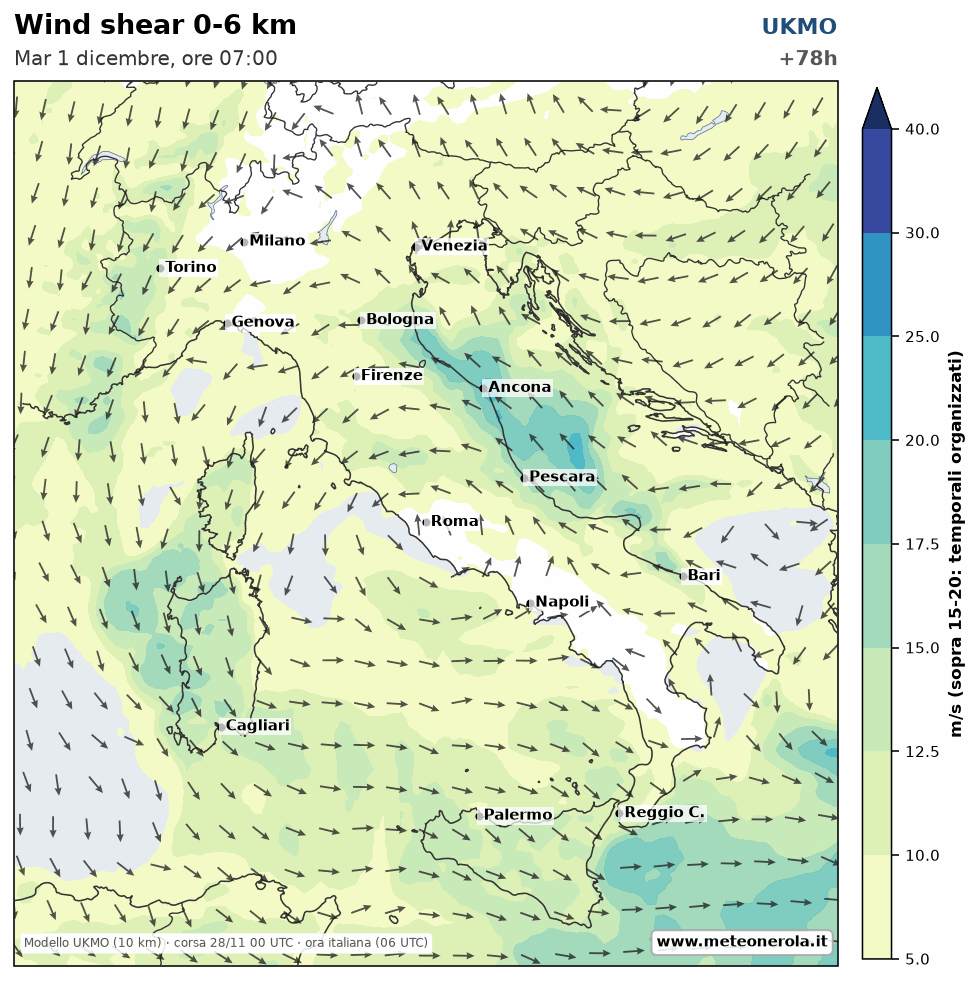 Wind shear 0-6 km
UKMO
Mar 1 dicembre, ore 07:00
+78h
Milano
Venezia
Torino
Genova
Bologna
Firenze
Ancona
Pescara
Roma
Bari
Napoli
Cagliari
Palermo
Reggio C.
Modello UKMO (10 km) · corsa 28/11 00 UTC · ora italiana (06 UTC)
www.meteonerola.it
40.0
30.0
25.0
20.0
17.5
15.0
12.5
10.0
5.0
m/s (sopra 15-20: temporali organizzati)